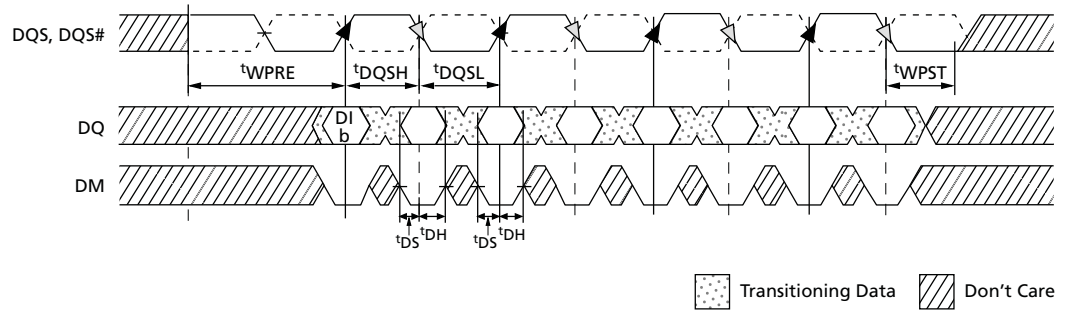 DQS, DQS#
tWPRE tDQSH tDQSL tWPST
DQ
DI
b
DM
tDS tDH tDS tDH
Transitioning Data Don't Care